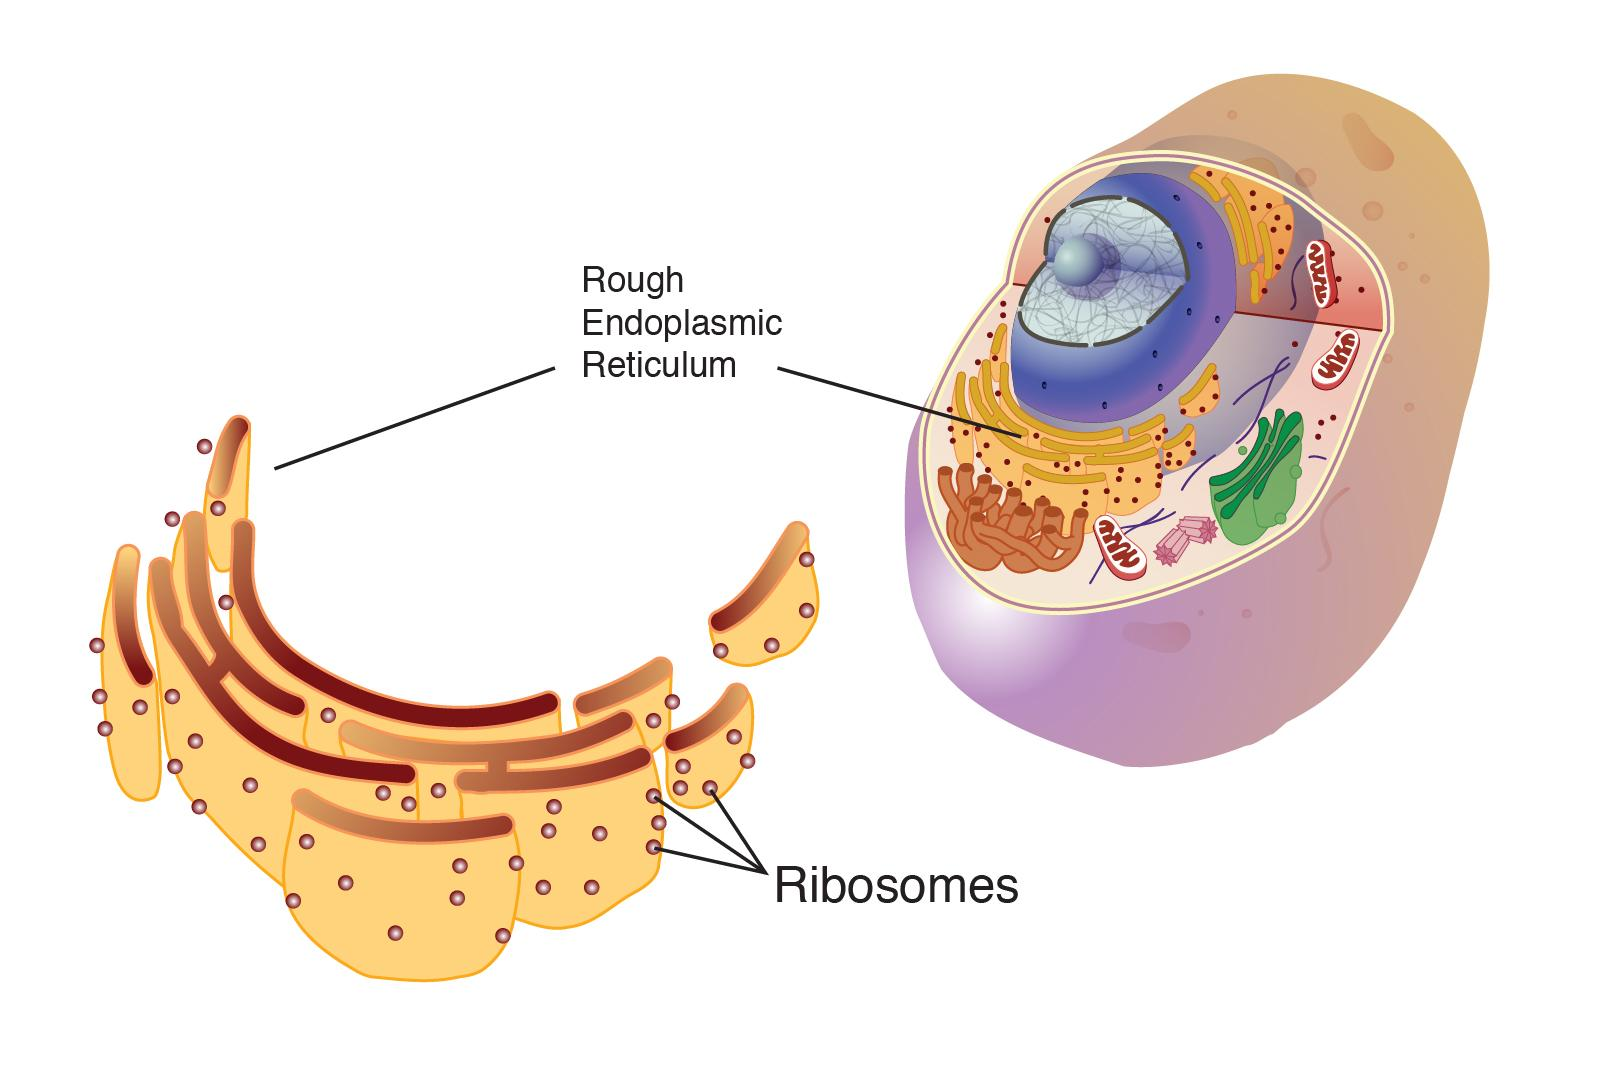 Rough
Endoplasmic
Reticulum
Ribosomes